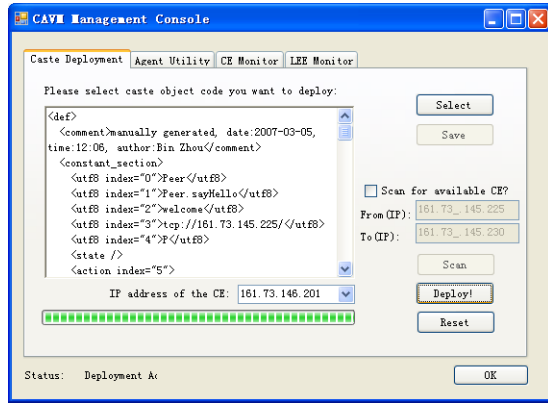 CAVM Management Console
Caste Deployment Agent Utility CE Monitor LEE Monitor
Please select caste object code you want to deploy:
<def>
<comment>manually generated, date:2007-03-05,
time:12:06, author:Bin Zhou</comment>
<constant_section>
<utf8 index="0">Peer</utf8>
<utf8 index="1">Peer.sayHello</utf8>
<utf8 index="2">welcome</utf8>
<utf8 index="3">tcp://161.73.145.225/</utf8>
<utf8 index="4">P</utf8>
<state />
<action index="5">
Select
Save
Scan for available CE?
From(IP): 161.73_.145.225
To(IP): 161.73_.145.230
Scan
IP address of the CE: 161.73.146.201
Deploy!
Reset
Status: Deployment Ac
OK